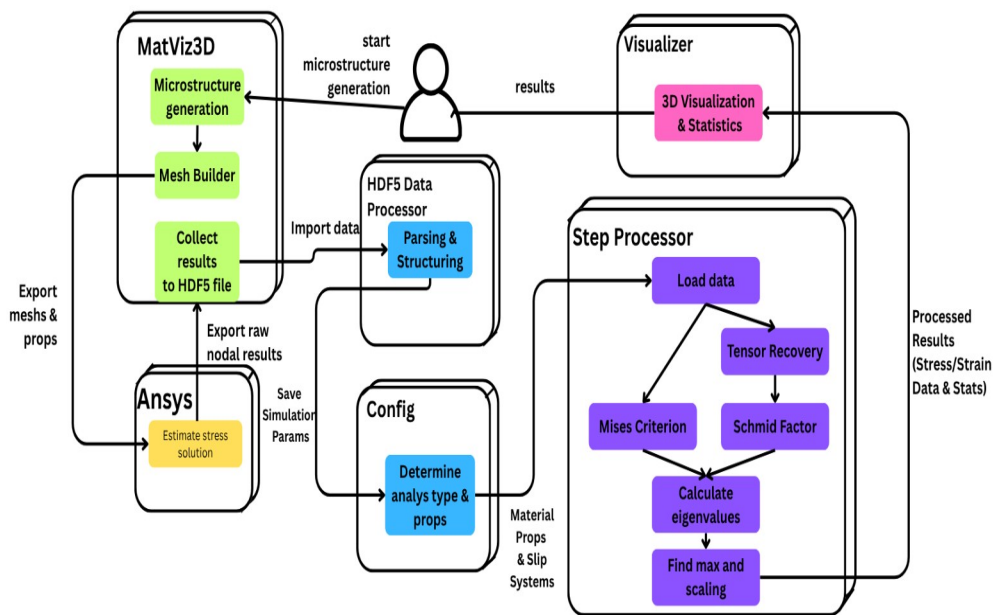 MatViz3D
Microstructure
generation
Mesh Builder
Collect
results
to HDF5 file
start
microstructure
generation
results
Visualizer
3D Visualization
& Statistics
HDF5 Data
Processor
Parsing &
Structuring
Import data
Export
meshs &
props
Export raw
nodal results
Ansys
Estimate stress
solution
Save
Simulation
Params
Config
Determine
analys type &
props
Material
Props
& Slip
Systems
Step Processor
Load data
Tensor Recovery
Mises Criterion
Schmid Factor
Calculate
eigenvalues
Find max and
scaling
Processed
Results
(Stress/Strain
Data & Stats)